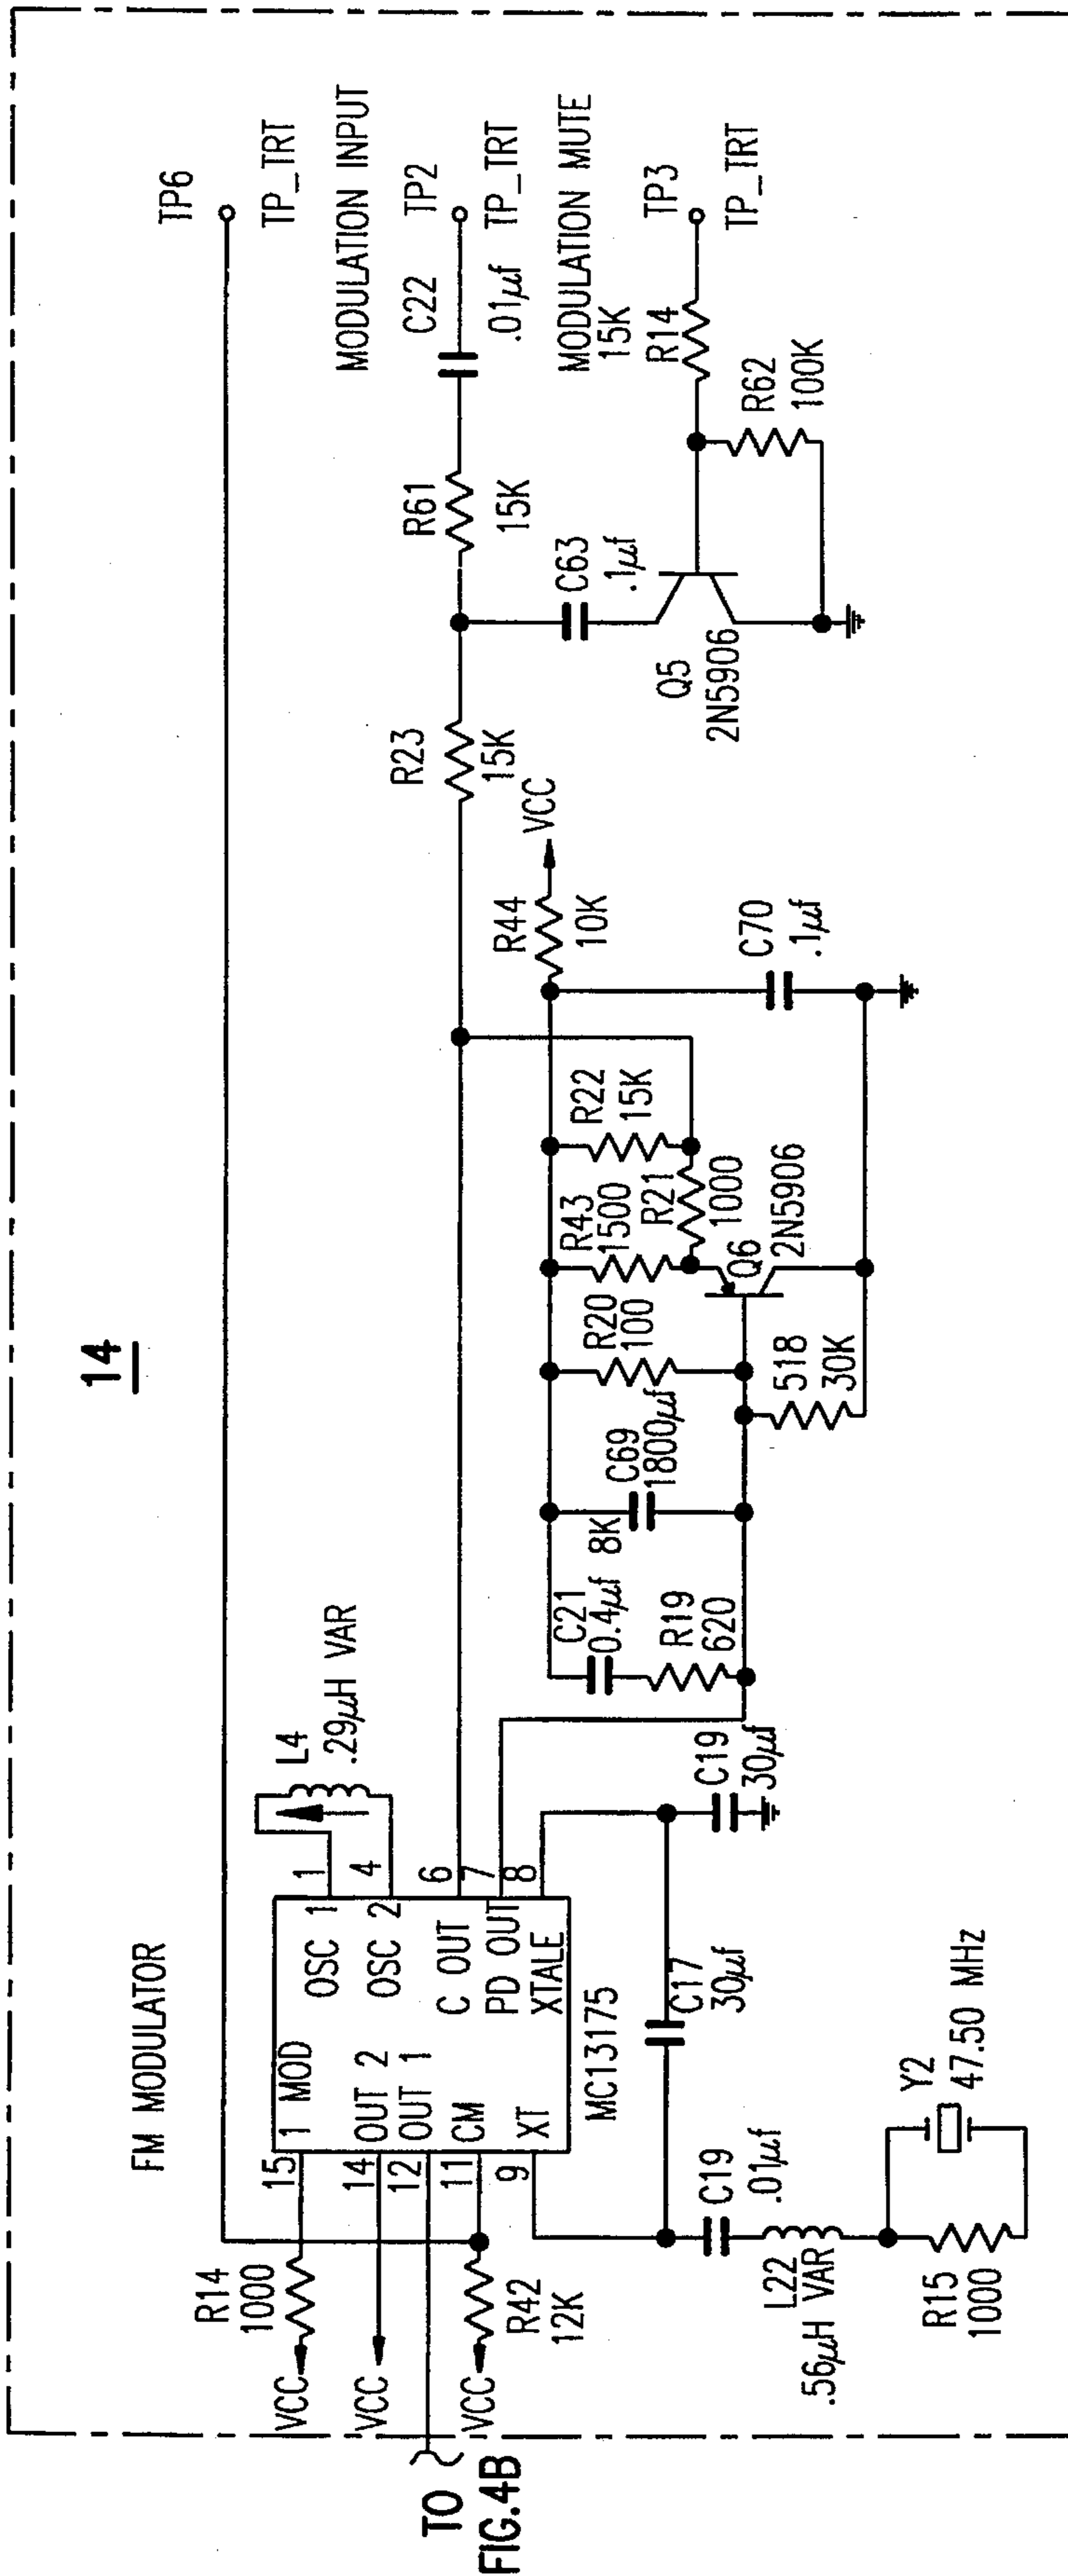 14
FM MODULATOR
TP6
TP_TRT
MODULATION INPUT
TP2
TP_TRT
C22
.01µf
R61
15K
R23
15K
MODULATION MUTE
TP3
TP_TRT
15K
R14
R62
100K
C63
.1µf
Q5
2N5906
VCC
R44
10K
C70
.1µf
R22
15K
R43
1500
R21
1000
R20
100
Q6
2N5906
518
30K
C69
1800µf
8K
C21
0.4µf
R19
620
L4
.29µH VAR
1
4
6
7
8
OSC 1
OSC 2
C OUT
PD OUT
XTALE
1 MOD
OUT 2
OUT 1
CM
XT
15
14
12
11
9
MC13175
R14
1000
VCC
VCC
VCC
R42
12K
C19
30µf
C17
30µf
C19
.01µf
L22
.56µH VAR
R15
1000
Y2
47.50 MHz
TO
FIG.4B